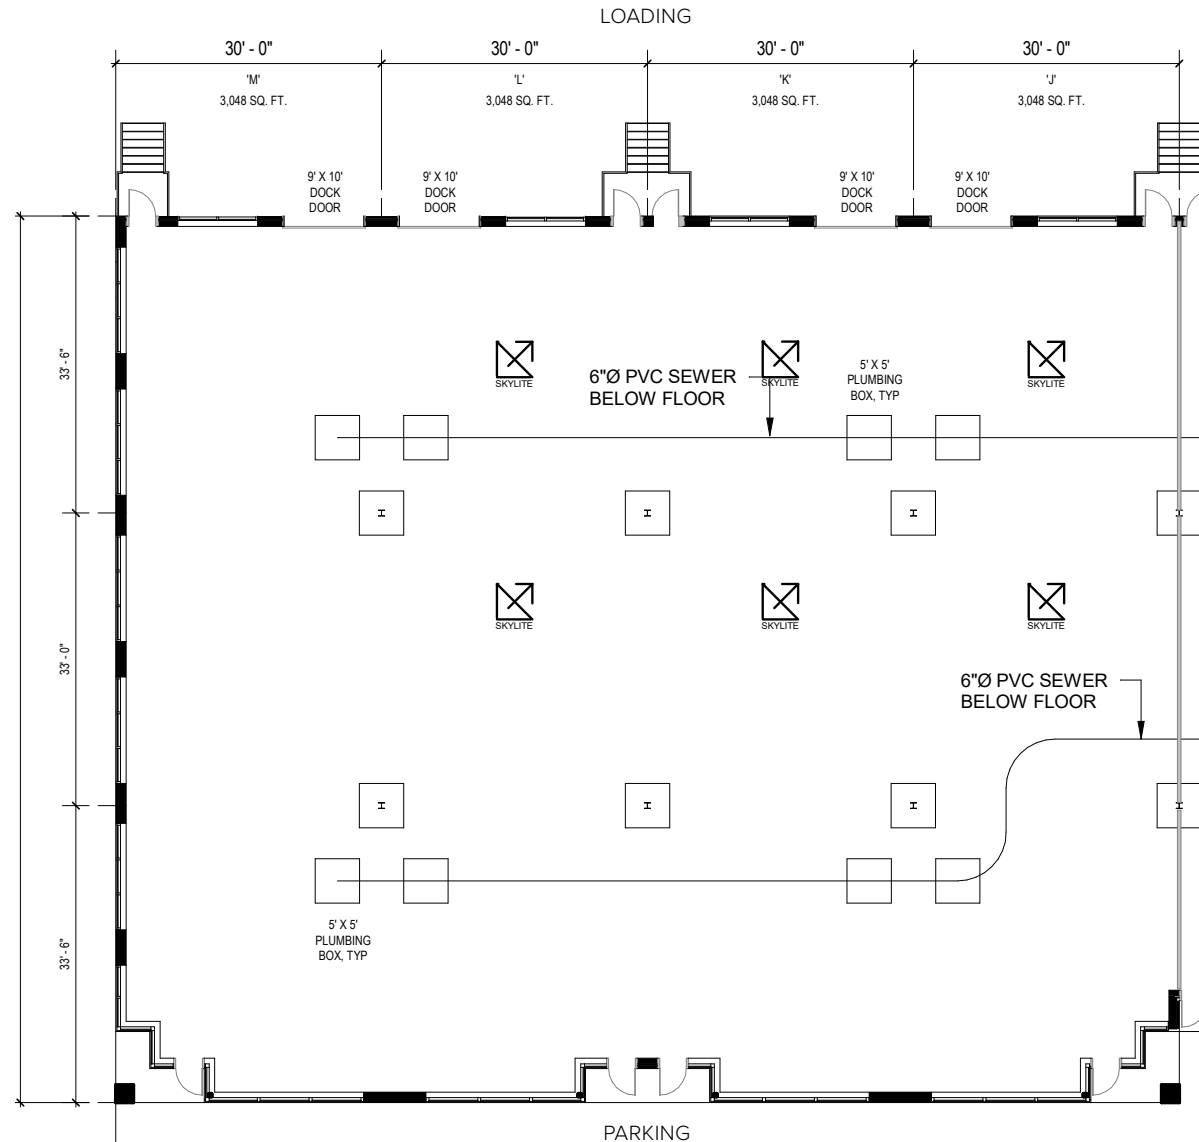 LOADING
30' - 0"
30' - 0"
30' - 0"
30' - 0"
'M'
3,048 SQ. FT.
'L'
3,048 SQ. FT.
'K'
3,048 SQ. FT.
'J'
3,048 SQ. FT.
9' X 10'
DOCK
DOOR
9' X 10'
DOCK
DOOR
9' X 10'
DOCK
DOOR
9' X 10'
DOCK
DOOR
33' - 6"
SKYLITE
SKYLITE
SKYLITE
6"Ø PVC SEWER
BELOW FLOOR
5' X 5'
PLUMBING
BOX, TYP
33' - 0"
SKYLITE
SKYLITE
SKYLITE
6"Ø PVC SEWER
BELOW FLOOR
33' - 6"
5' X 5'
PLUMBING
BOX, TYP
PARKING